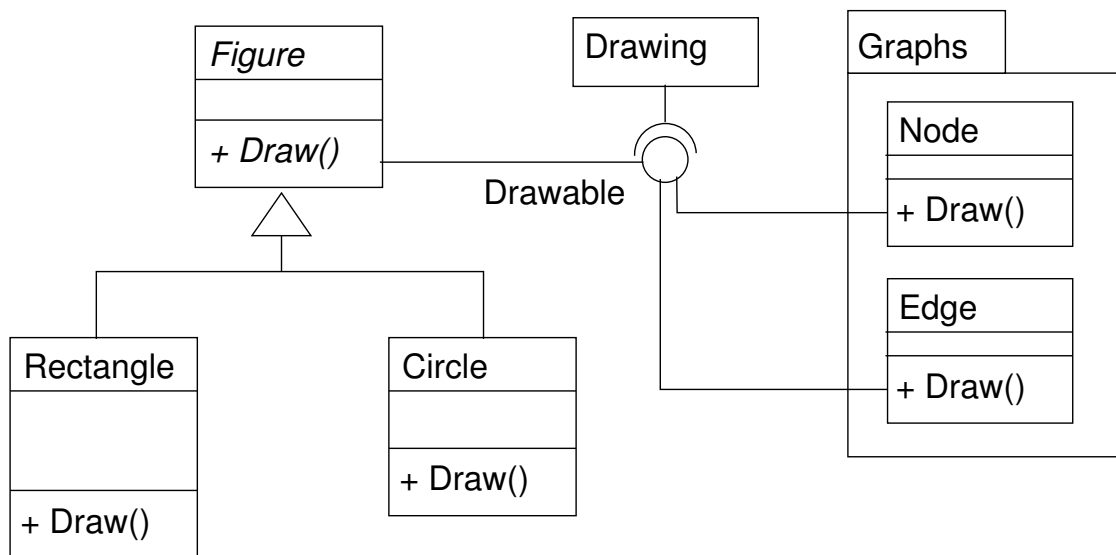 Figure
+ Draw()
Drawing
Drawable
Graphs
Node
+ Draw()
Edge
+ Draw()
Rectangle
+ Draw()
Circle
+ Draw()